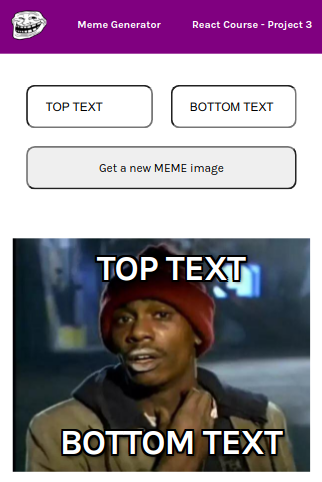 Meme Generator React Course - Project 3
TOP TEXT BOTTOM TEXT
Get a new MEME image
TOP TEXT
BOTTOM TEXT